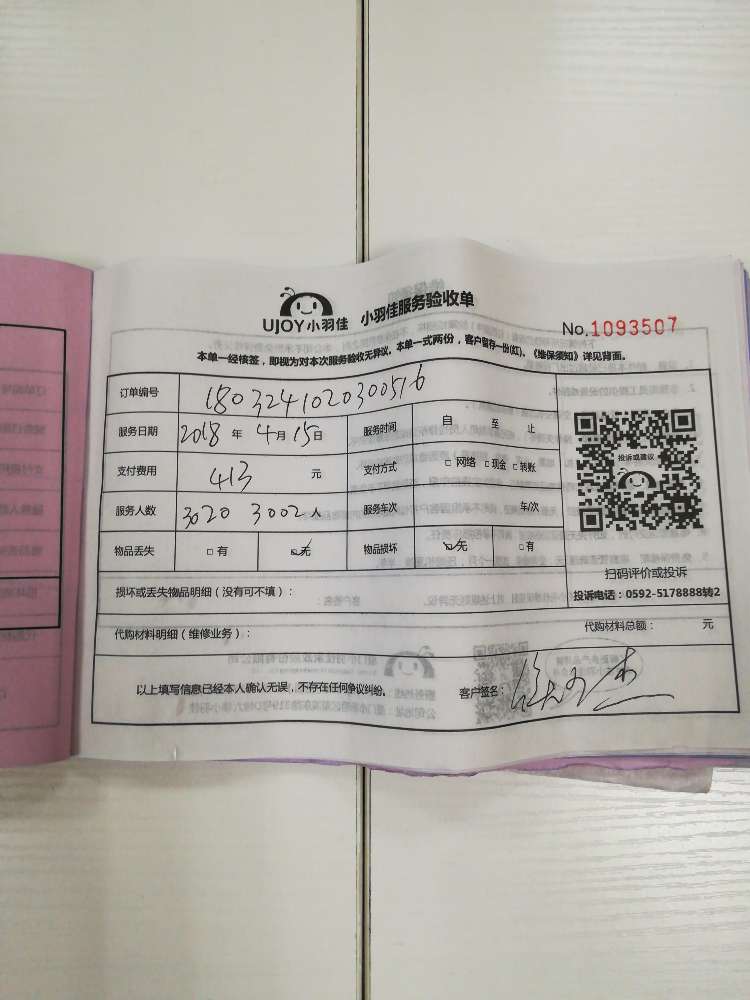 UJOY小羽佳 小羽佳服务验收单
No.1093507
本单一经核签，即视为对本次服务验收无异议。本单一式两份，客户留存一份(红)、《维保须知》详见背面。
订单编号 1803241020300516
服务日期 2018 年 4 月 15 日 服务时间 自 至 止
支付费用 413 元 支付方式 □ 网络 □ 现金 □ 转账
服务人数 3020 3002 人 服务车次 车/次
物品丢失 □ 有 ☑ 无 物品损坏 ☑ 无 □ 有
投诉或建议
扫码评价或投诉
投诉电话：0592-5178888转2
损坏或丢失物品明细（没有可不填）：
代购材料明细（维修业务）： 代购材料总额： 元
以上填写信息已经本人确认无误，不存在任何争议纠纷。 客户签名：